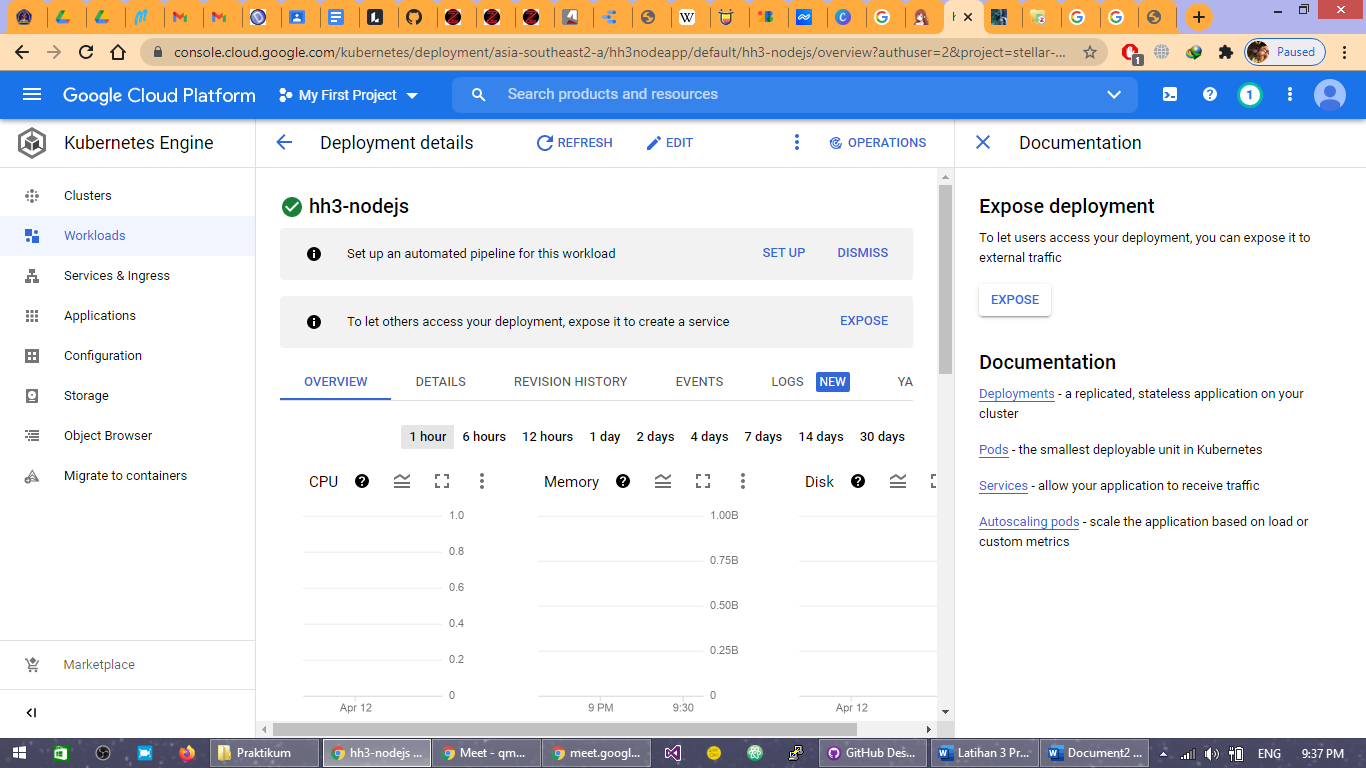 console.cloud.google.com/kubernetes/deployment/asia-southeast2-a/hh3nodeapp/default/hh3-nodejs/overview?authuser=2&project=stellar-...
1
Paused
Google Cloud Platform
My First Project
Search products and resources
1
Kubernetes Engine
Clusters
Workloads
Services & Ingress
Applications
Configuration
Storage
Object Browser
Migrate to containers
Marketplace
Deployment details
REFRESH
EDIT
OPERATIONS
hh3-nodejs
Set up an automated pipeline for this workload
SET UP
DISMISS
To let others access your deployment, expose it to create a service
EXPOSE
OVERVIEW
DETAILS
REVISION HISTORY
EVENTS
LOGS NEW
YA
1 hour 6 hours 12 hours 1 day 2 days 4 days 7 days 14 days 30 days
CPU
1.0
0.8
0.6
0.4
0.2
0
Apr 12
Memory
1.00B
0.75B
0.50B
0.25B
0
9 PM 9:30
Disk
Apr 12
Documentation
Expose deployment
To let users access your deployment, you can expose it to
external traffic
EXPOSE
Documentation
Deployments - a replicated, stateless application on your
cluster
Pods - the smallest deployable unit in Kubernetes
Services - allow your application to receive traffic
Autoscaling pods - scale the application based on load or
custom metrics
Praktikum
hh3-nodejs ...
Meet - qm...
meet.googl...
GitHub Des...
Latihan 3 Pr...
Document2 ...
ENG
9:37 PM